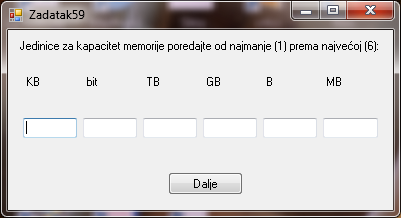 Zadatak59
Jedinice za kapacitet memorije poredajte od najmanje (1) prema najvećoj (6):
KB bit TB GB B MB
Dalje